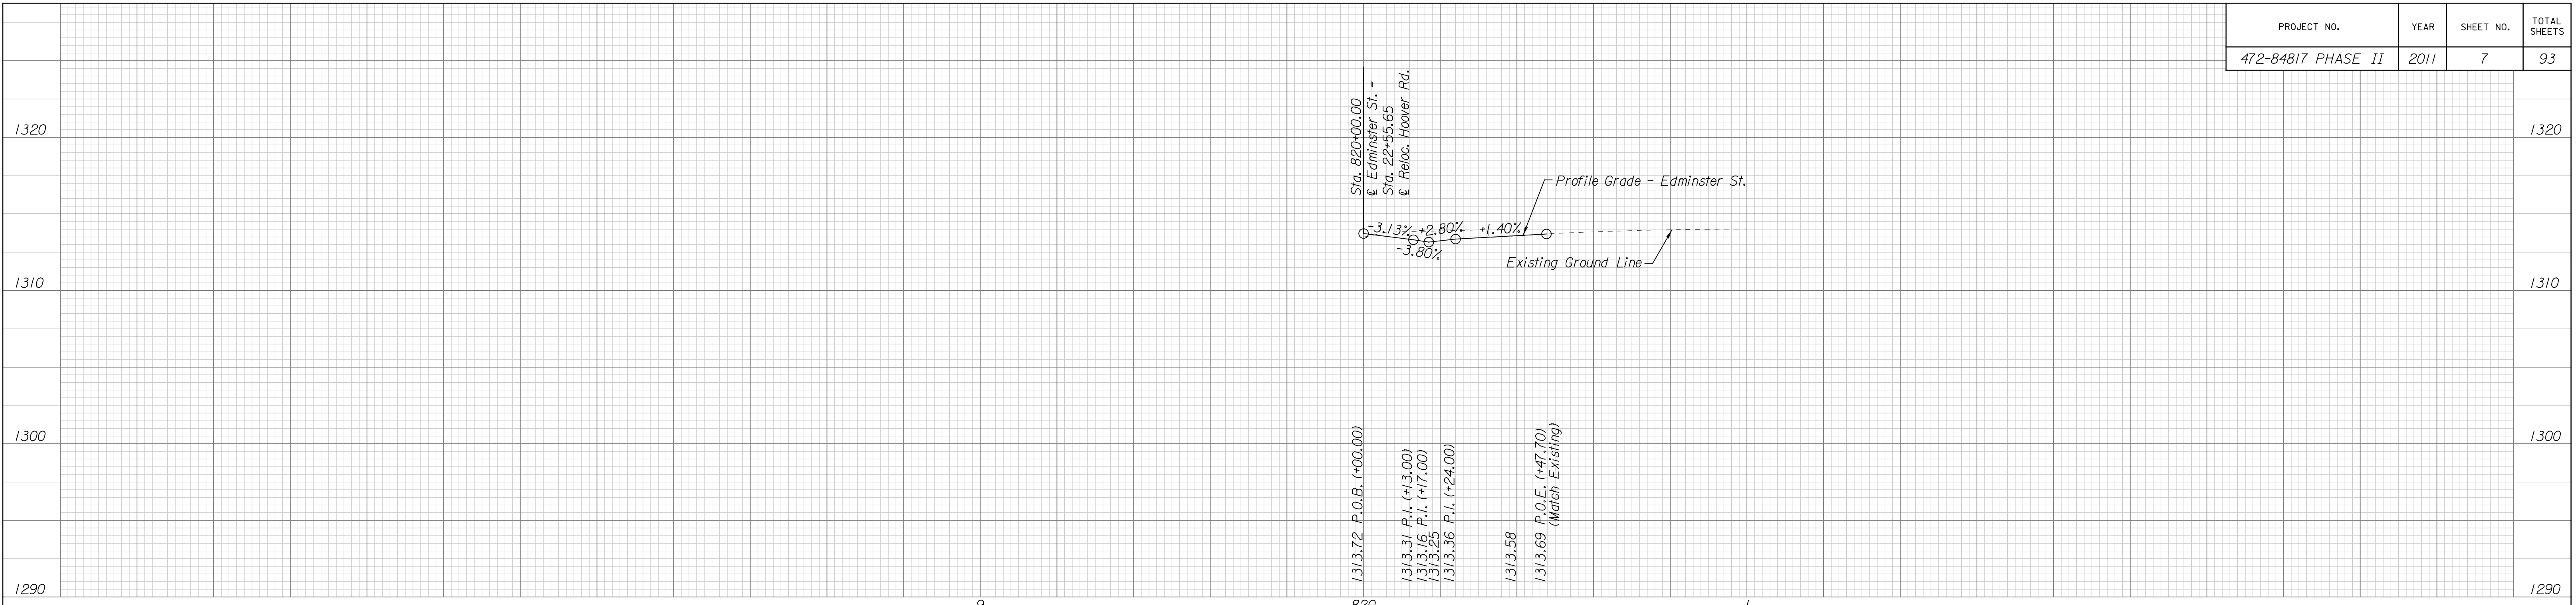 PROJECT NO. YEAR SHEET NO. TOTAL SHEETS
472-84817 PHASE II 2011 7 93
Sta. 820+00.00
℄ Edminster St. =
Sta. 22+55.65
℄ Reloc. Hoover Rd.
1320 1320
Profile Grade - Edminster St.
-3.13% +2.80% +1.40%
-3.80%
Existing Ground Line
1310 1310
1300 1300
1313.72 P.O.B. (+00.00)
1313.31 P.I. (+13.00)
1313.16 P.I. (+17.00)
1313.25
1313.36 P.I. (+24.00)
1313.58
1313.69 P.O.E. (+47.70)
(Match Existing)
1290 1290
9 820 1